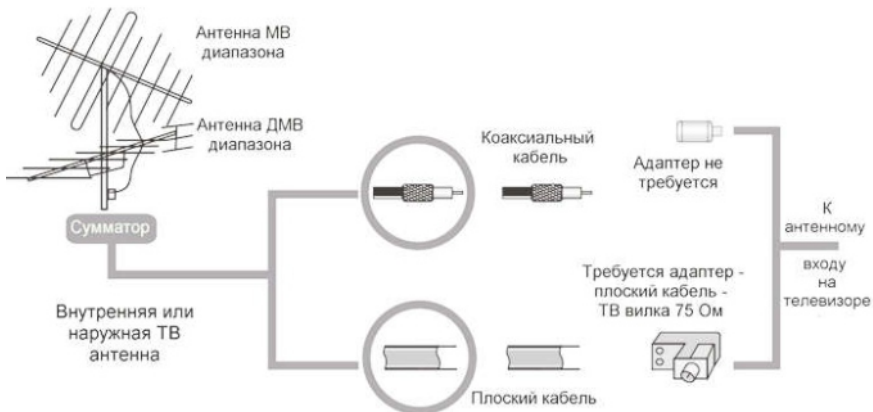 Антенна МВ
диапазона
Антенна ДМВ
диапазона
Сумматор
Внутренняя или
наружная ТВ
антенна
Коаксиальный
кабель
Адаптер не
требуется
Требуется адаптер -
плоский кабель -
ТВ вилка 75 Ом
Плоский кабель
К
антенному
входу
на
телевизоре